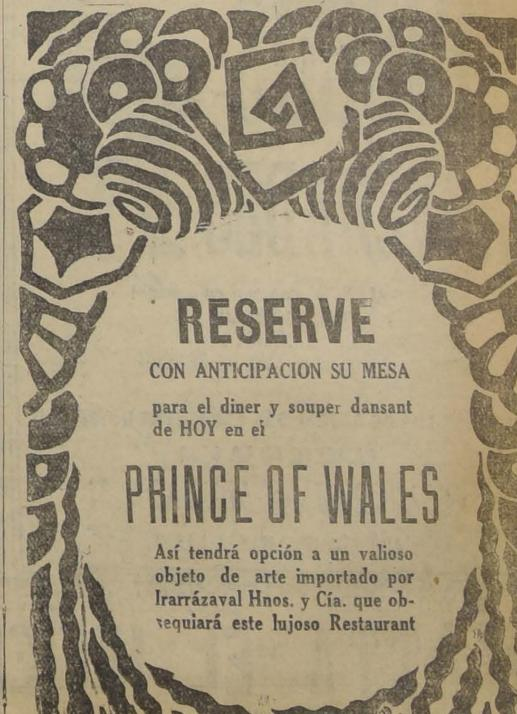 RESERVE
CON ANTICIPACION SU MESA
para el diner y souper dansant
de HOY en el
PRINCE OF WALES
Así tendrá opción a un valioso
objeto de arte importado por
Irarrázaval Hnos. y Cía. que ob-
sequiará este lujoso Restaurant